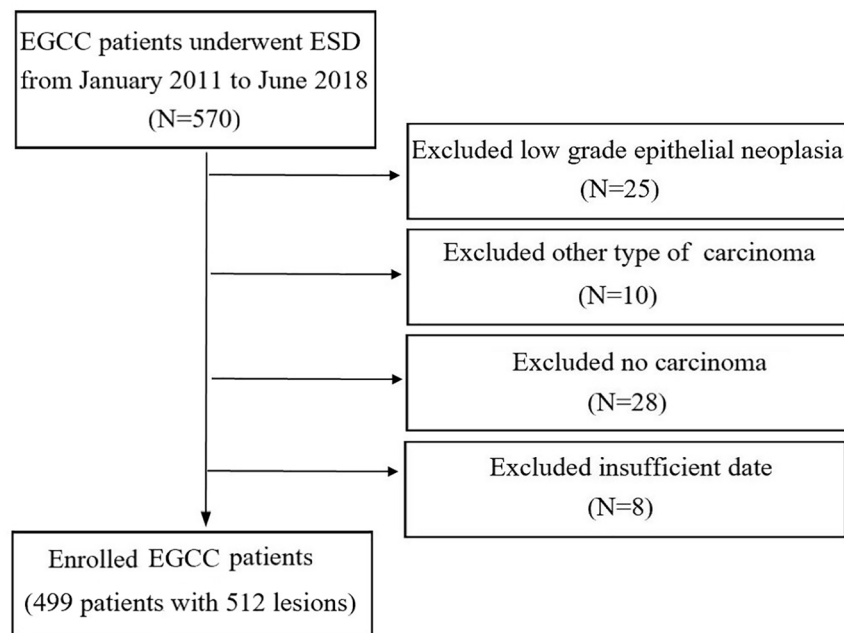 EGCC patients underwent ESD
from January 2011 to June 2018
(N=570)
Excluded low grade epithelial neoplasia
(N=25)
Excluded other type of carcinoma
(N=10)
Excluded no carcinoma
(N=28)
Excluded insufficient date
(N=8)
Enrolled EGCC patients
(499 patients with 512 lesions)